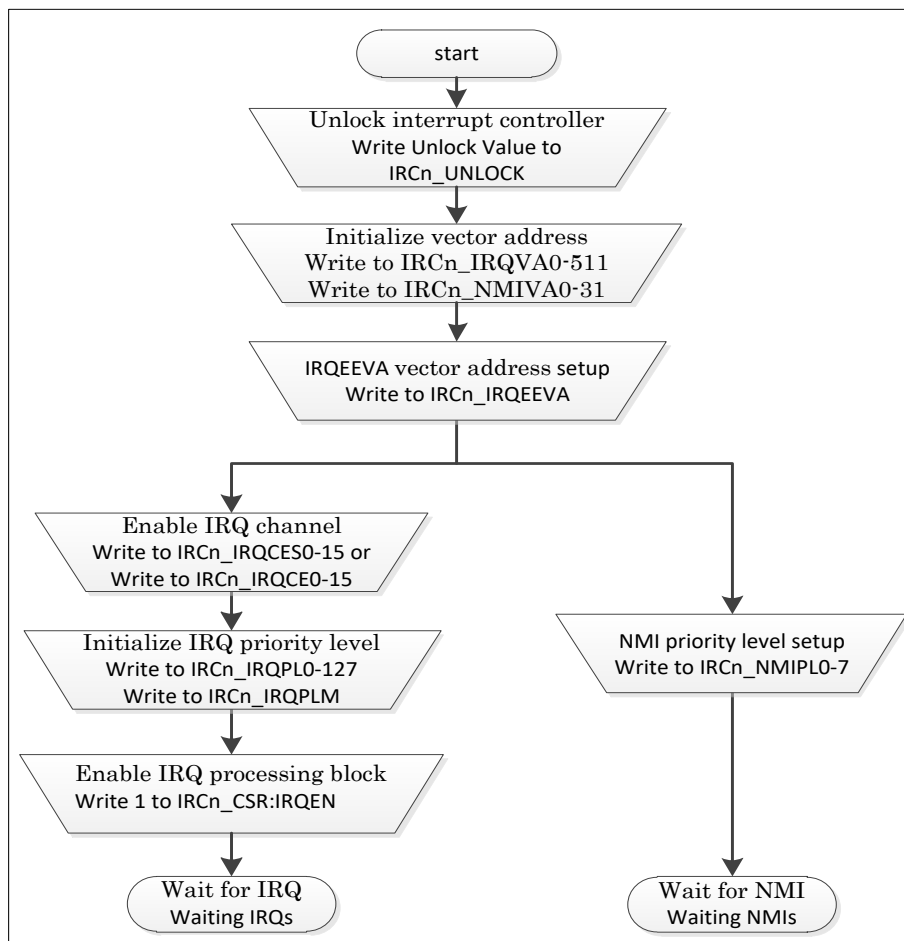 start
Unlock interrupt controller
Write Unlock Value to
IRCn_UNLOCK
Initialize vector address
Write to IRCn_IRQVA0-511
Write to IRCn_NMIVA0-31
IRQEEVA vector address setup
Write to IRCn_IRQEEVA
Enable IRQ channel
Write to IRCn_IRQCES0-15 or
Write to IRCn_IRQCE0-15
Initialize IRQ priority level
Write to IRCn_IRQPL0-127
Write to IRCn_IRQPLM
Enable IRQ processing block
Write 1 to IRCn_CSR:IRQEN
Wait for IRQ
Waiting IRQs
NMI priority level setup
Write to IRCn_NMIPL0-7
Wait for NMI
Waiting NMIs